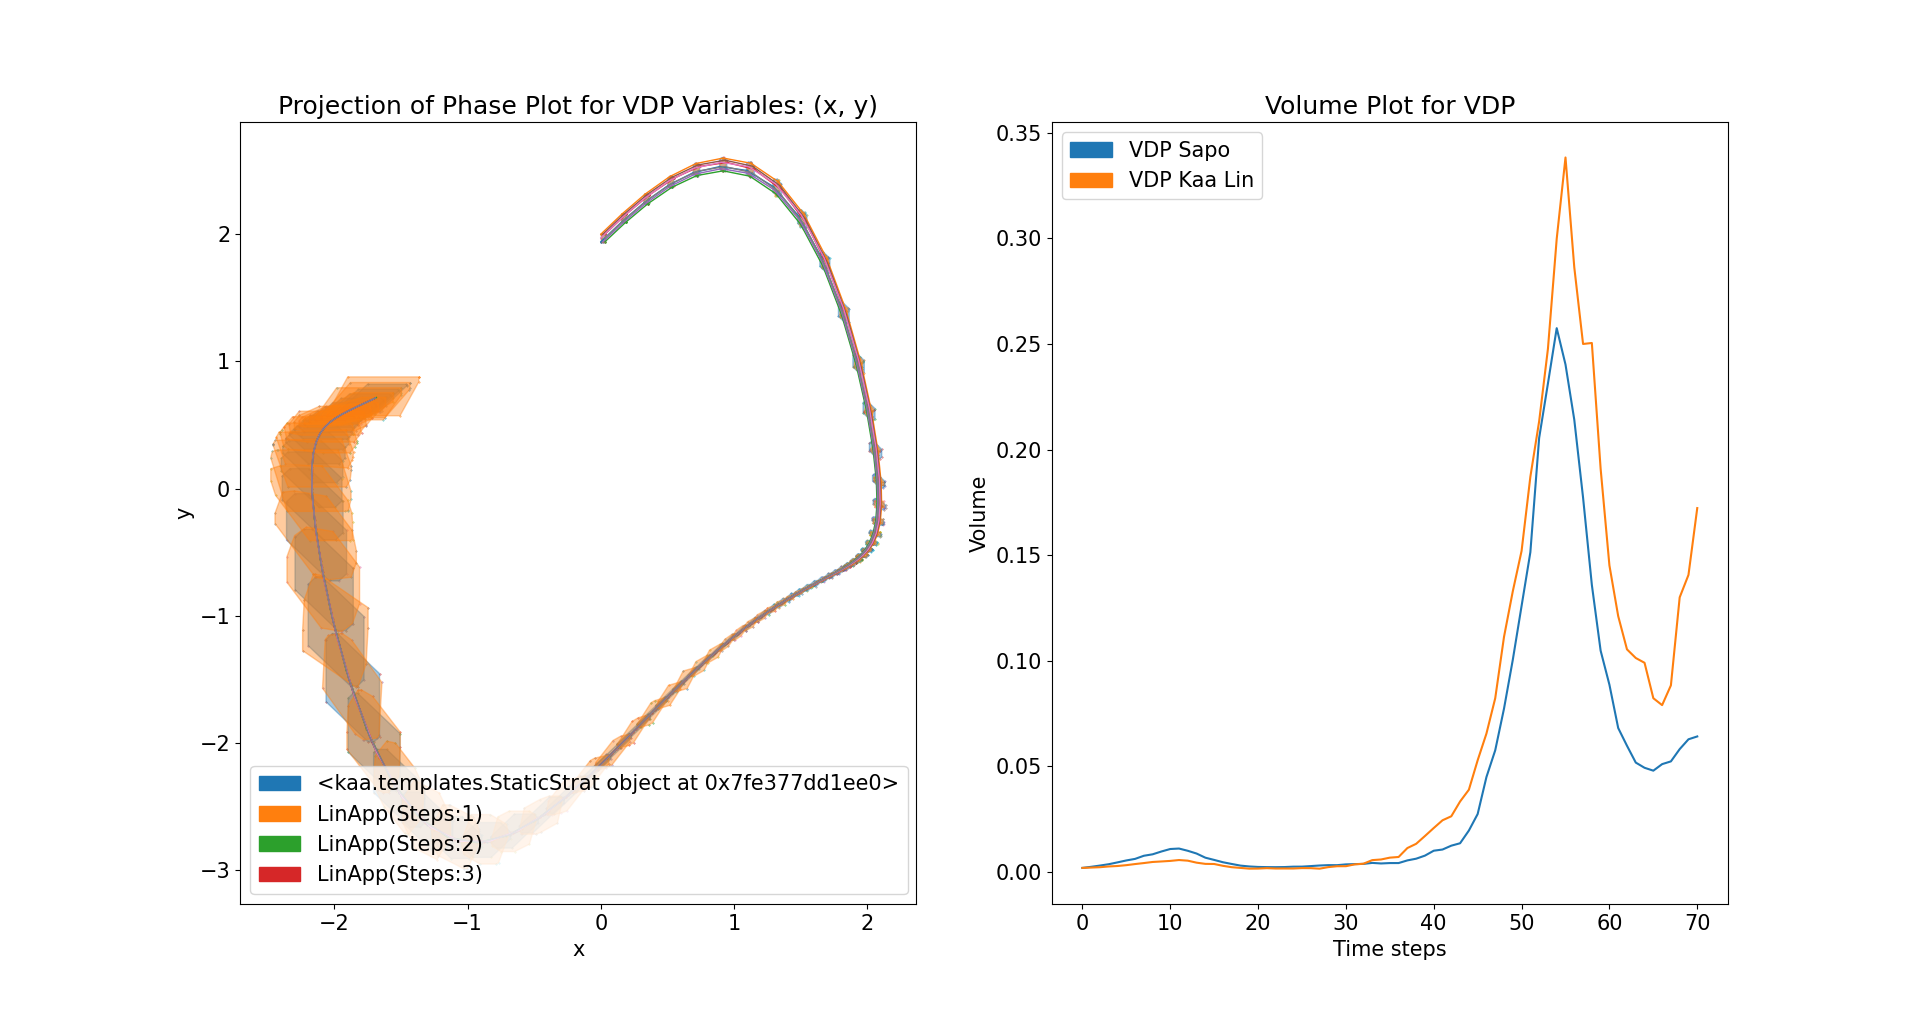 Projection of Phase Plot for VDP Variables: (x, y)
2
1
0
−1
−2
−3
y
−2
−1
0
1
2
x
<kaa.templates.StaticStrat object at 0x7fe377dd1ee0>
LinApp(Steps:1)
LinApp(Steps:2)
LinApp(Steps:3)
Volume Plot for VDP
VDP Sapo
VDP Kaa Lin
0.35
0.30
0.25
0.20
0.15
0.10
0.05
0.00
Volume
0
10
20
30
40
50
60
70
Time steps